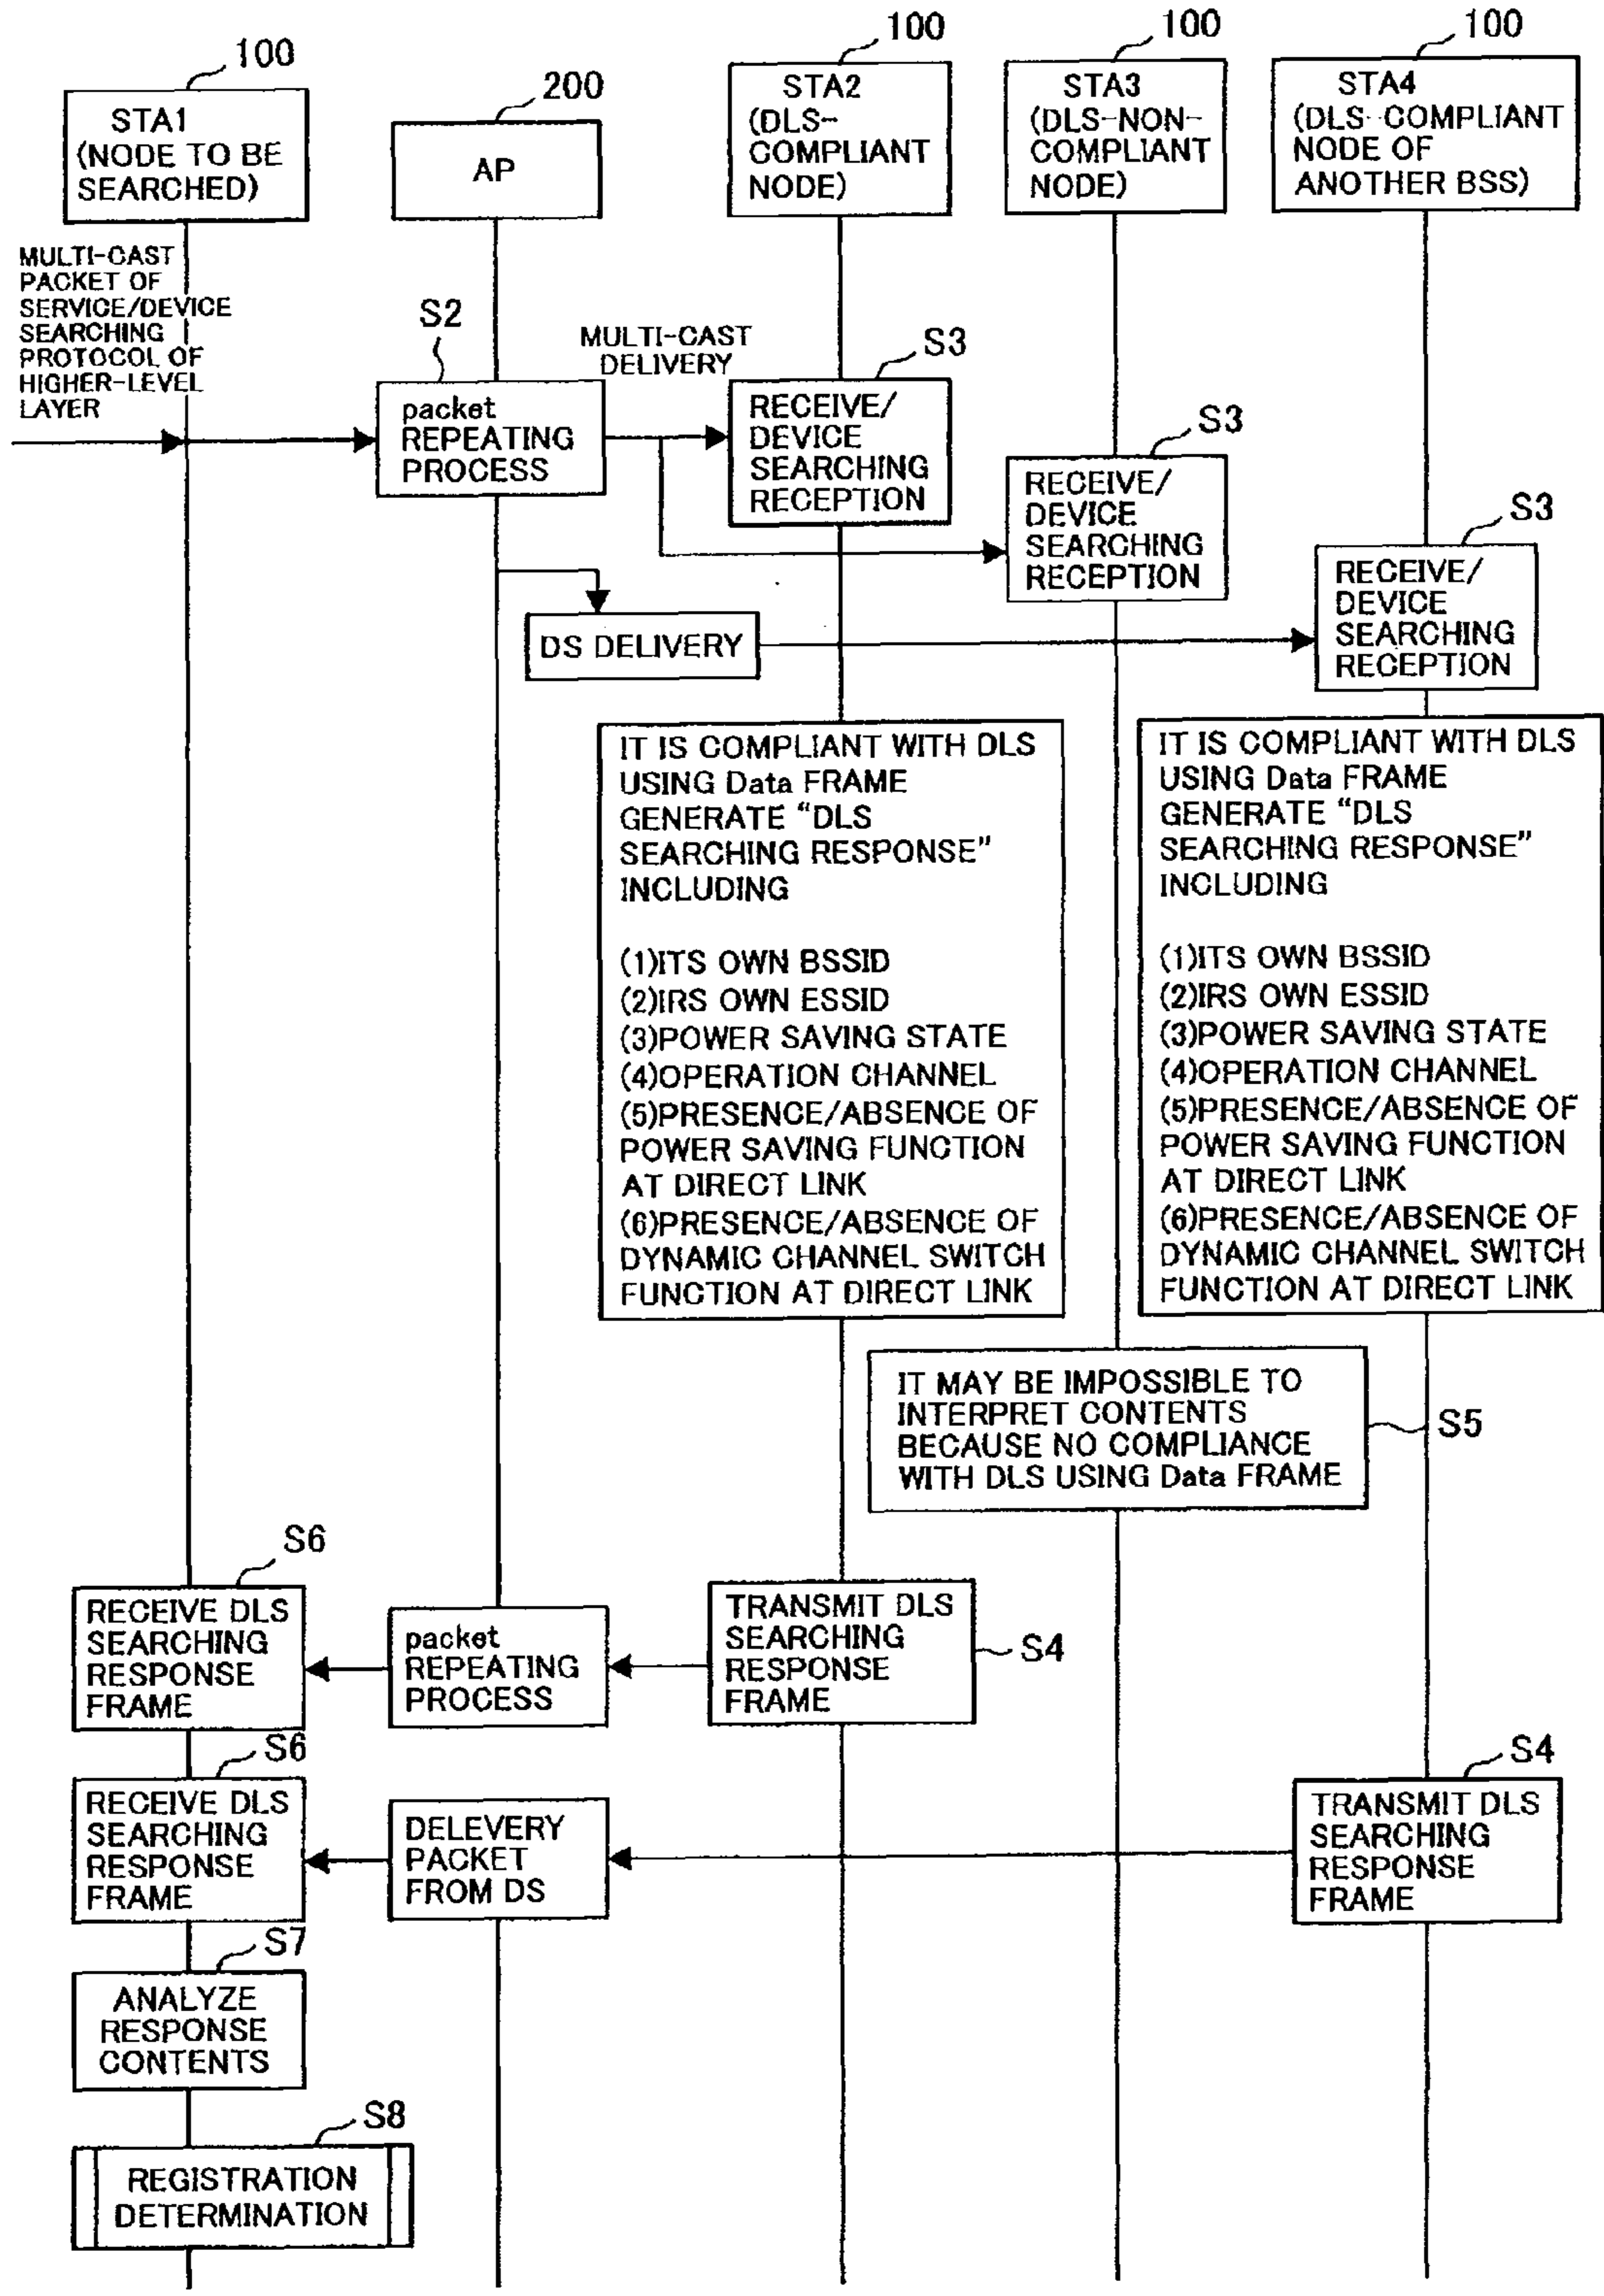 100
STA1
(NODE TO BE
SEARCHED)
200
AP
100
STA2
(DLS-
COMPLIANT
NODE)
100
STA3
(DLS-NON-
COMPLIANT
NODE)
100
STA4
(DLS-COMPLIANT
NODE OF
ANOTHER BSS)
MULTI-CAST
PACKET OF
SERVICE/DEVICE
SEARCHING
PROTOCOL OF
HIGHER-LEVEL
LAYER
S2
packet
REPEATING
PROCESS
MULTI-CAST
DELIVERY
S3
RECEIVE/
DEVICE
SEARCHING
RECEPTION
S3
RECEIVE/
DEVICE
SEARCHING
RECEPTION
S3
RECEIVE/
DEVICE
SEARCHING
RECEPTION
DS DELIVERY
IT IS COMPLIANT WITH DLS
USING Data FRAME
GENERATE “DLS
SEARCHING RESPONSE”
INCLUDING
(1)ITS OWN BSSID
(2)IRS OWN ESSID
(3)POWER SAVING STATE
(4)OPERATION CHANNEL
(5)PRESENCE/ABSENCE OF
POWER SAVING FUNCTION
AT DIRECT LINK
(6)PRESENCE/ABSENCE OF
DYNAMIC CHANNEL SWITCH
FUNCTION AT DIRECT LINK
IT IS COMPLIANT WITH DLS
USING Data FRAME
GENERATE “DLS
SEARCHING RESPONSE”
INCLUDING
(1)ITS OWN BSSID
(2)IRS OWN ESSID
(3)POWER SAVING STATE
(4)OPERATION CHANNEL
(5)PRESENCE/ABSENCE OF
POWER SAVING FUNCTION
AT DIRECT LINK
(6)PRESENCE/ABSENCE OF
DYNAMIC CHANNEL SWITCH
FUNCTION AT DIRECT LINK
IT MAY BE IMPOSSIBLE TO
INTERPRET CONTENTS
BECAUSE NO COMPLIANCE
WITH DLS USING Data FRAME
S5
S6
RECEIVE DLS
SEARCHING
RESPONSE
FRAME
packet
REPEATING
PROCESS
TRANSMIT DLS
SEARCHING
RESPONSE
FRAME
S4
S6
RECEIVE DLS
SEARCHING
RESPONSE
FRAME
DELEVERY
PACKET
FROM DS
S4
TRANSMIT DLS
SEARCHING
RESPONSE
FRAME
S7
ANALYZE
RESPONSE
CONTENTS
S8
REGISTRATION
DETERMINATION